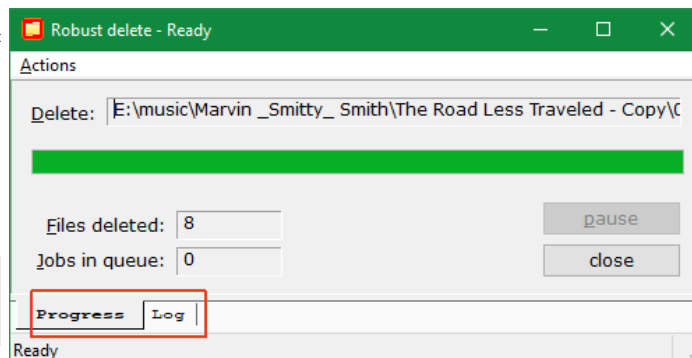 Robust delete - Ready
Actions
Delete: E:\music\Marvin _Smitty_ Smith\The Road Less Traveled - Copy\
Files deleted: 8
pause
Jobs in queue: 0
close
Progress Log
Ready